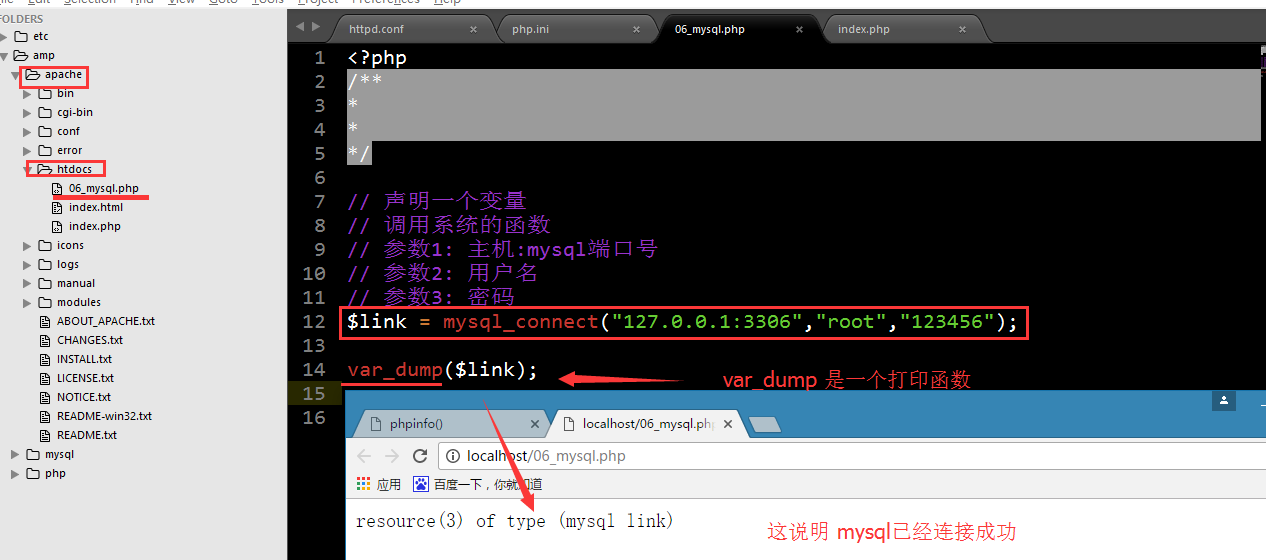 Selection Find View Goto Tools Project Preferences Help
FOLDERS
etc
amp
apache
bin
cgi-bin
conf
error
htdocs
06_mysql.php
index.html
index.php
icons
logs
manual
modules
ABOUT_APACHE.txt
CHANGES.txt
INSTALL.txt
LICENSE.txt
NOTICE.txt
README-win32.txt
README.txt
mysql
php
httpd.conf
php.ini
06_mysql.php
index.php
1 <?php
2 /**
3 *
4 *
5 */
6
7 // 声明一个变量
8 // 调用系统的函数
9 // 参数1: 主机:mysql端口号
10 // 参数2: 用户名
11 // 参数3: 密码
12 $link = mysql_connect("127.0.0.1:3306","root","123456");
13
14 var_dump($link);
var_dump 是一个打印函数
15
16
phpinfo()
localhost/06_mysql.php
localhost/06_mysql.php
应用
百度一下，你就知道
resource(3) of type (mysql link)
这说明 mysql已经连接成功